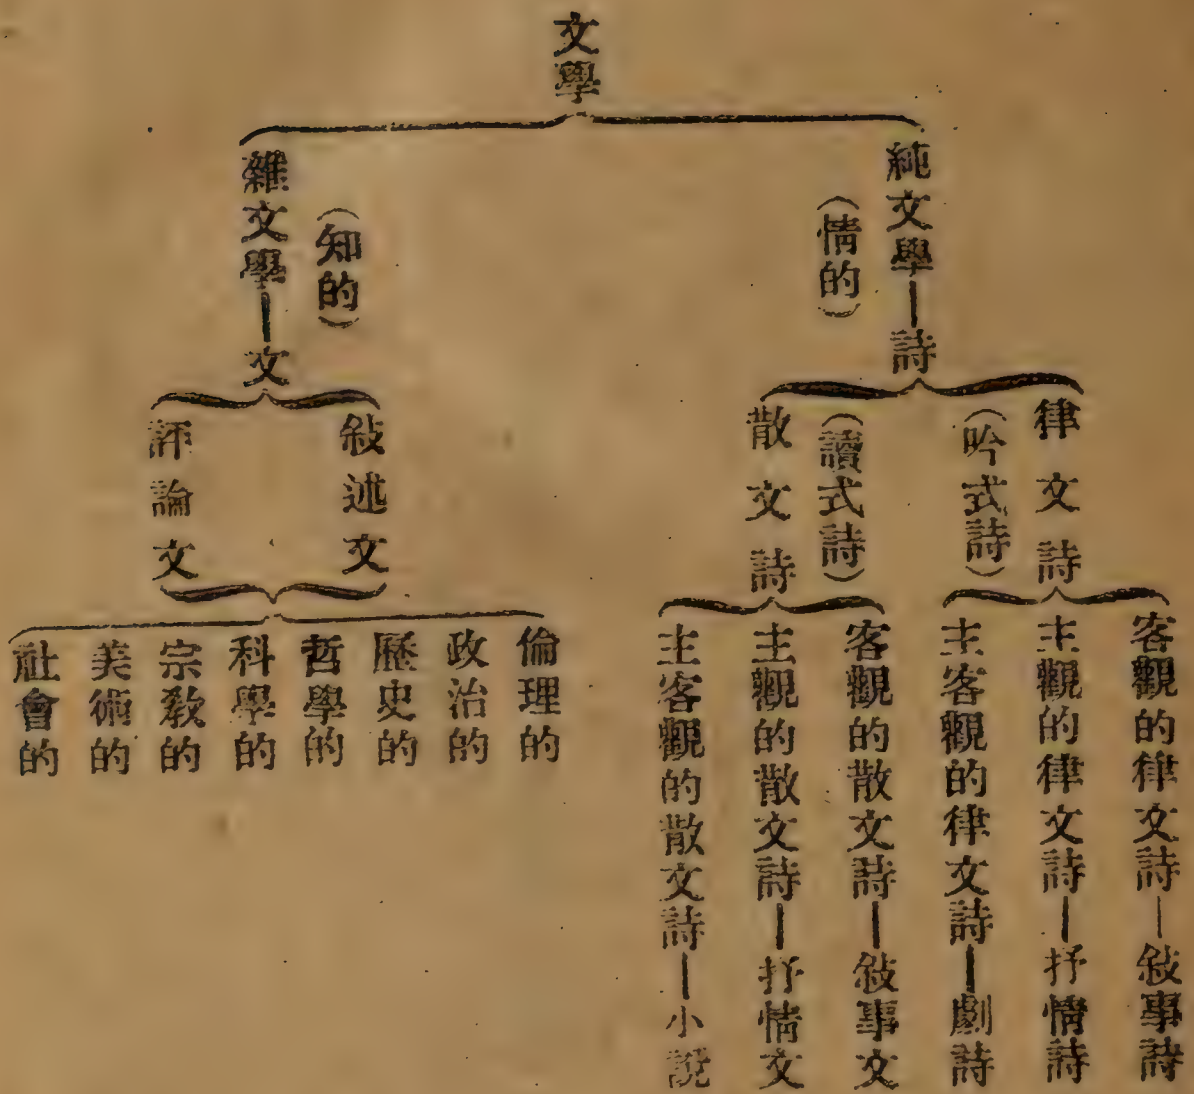 文學
純文學—詩
(情的)
律文詩
(吟式詩)
客觀的律文詩—敍事詩
主觀的律文詩—抒情詩
主客觀的律文詩—劇詩
(讀式詩)
散文詩
客觀的散文詩—敍事文
主觀的散文詩—抒情文
主客觀的散文詩—小説
(知的)
雜文學—文
敍述文
評論文
倫理的
政治的
歷史的
哲學的
科學的
宗敎的
美術的
社會的